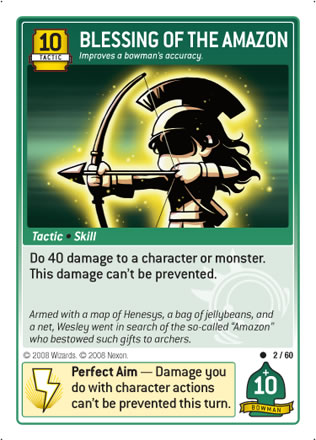 10
TACTIC
BLESSING OF THE AMAZON
Improves a bowman's accuracy.
Tactic • Skill
Do 40 damage to a character or monster.
This damage can't be prevented.
Armed with a map of Henesys, a bag of jellybeans, and
a net, Wesley went in search of the so-called "Amazon"
who bestowed such gifts to archers.
© 2008 Wizards. © 2008 Nexon.
● 2 / 60
Perfect Aim — Damage you
do with character actions
can't be prevented this turn.
+
10
BOWMAN